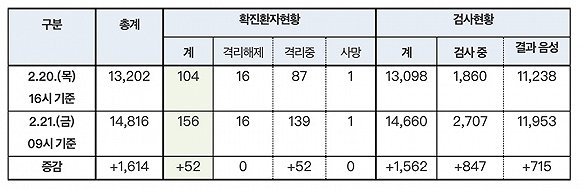 구분 총계 확진환자현황 검사현황
계 격리해제 격리중 사망 계 검사 중 결과 음성
2.20.(목)
16시 기준 13,202 104 16 87 1 13,098 1,860 11,238
2.21.(금)
09시 기준 14,816 156 16 139 1 14,660 2,707 11,953
증감 +1,614 +52 0 +52 0 +1,562 +847 +715